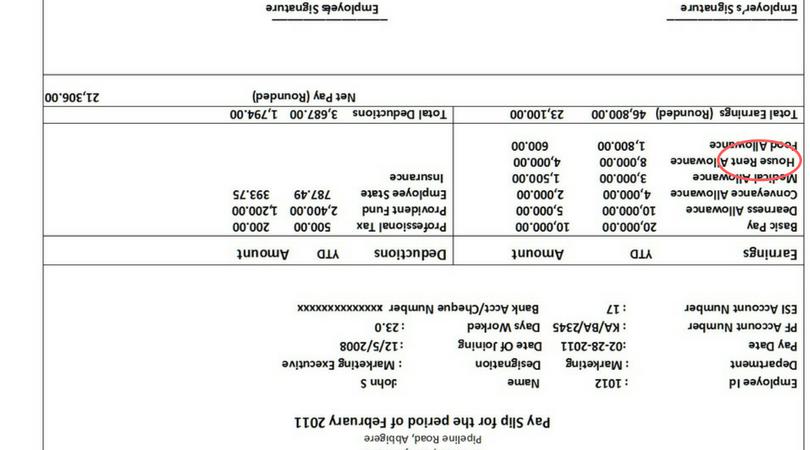 Pipeline Road, Abbigere
Pay Slip for the period of February 2011
Employee Id : 1012 Name : John S
Department : Marketing Designation : Marketing Executive
Pay Date :02-28-2011 Date Of Joining :12/5/2008
PF Account Number : KA/BA/2345 Days Worked : 23.0
ESI Account Number : 17 Bank Acct/Cheque Number xxxxxxxxxxxxxx
Earnings YTD Amount Deductions YTD Amount
Basic Pay 20,000.00 10,000.00 Professional Tax 500.00 200.00
Dearness Allowance 10,000.00 5,000.00 Provident Fund 2,400.00 1,200.00
Conveyance Allowance 4,000.00 2,000.00 Employee State 787.49 393.75
Medical Allowance 3,000.00 1,500.00 Insurance
House Rent Allowance 8,000.00 4,000.00
Food Allowance 1,800.00 600.00
Total Earning (Rounded) 46,800.00 23,100.00 Total Deductions 3,687.00 1,794.00
Net Pay (Rounded) 21,306.00
Employer's Signature Employees Signature